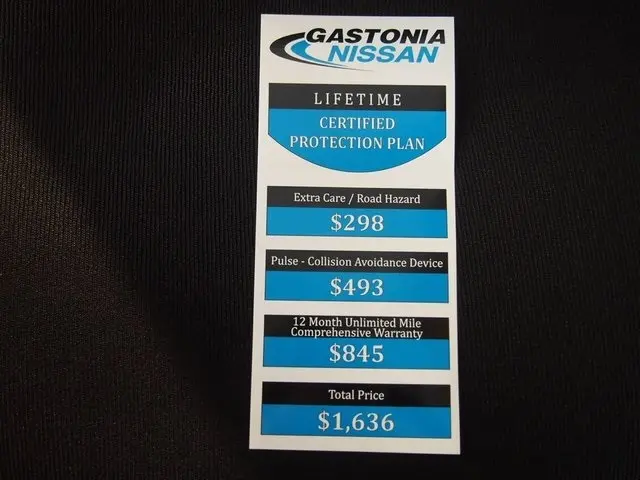 GASTONIA
NISSAN
LIFETIME
CERTIFIED
PROTECTION PLAN
Extra Care / Road Hazard
$298
Pulse - Collision Avoidance Device
$493
12 Month Unlimited Mile
Comprehensive Warranty
$845
Total Price
$1,636